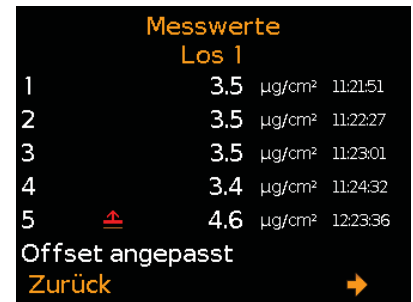 Messwerte
Los 1
1 3.5 µg/cm² 11:21:51
2 3.5 µg/cm² 11:22:27
3 3.5 µg/cm² 11:23:01
4 3.4 µg/cm² 11:24:32
5 4.6 µg/cm² 12:23:36
Offset angepasst
Zurück